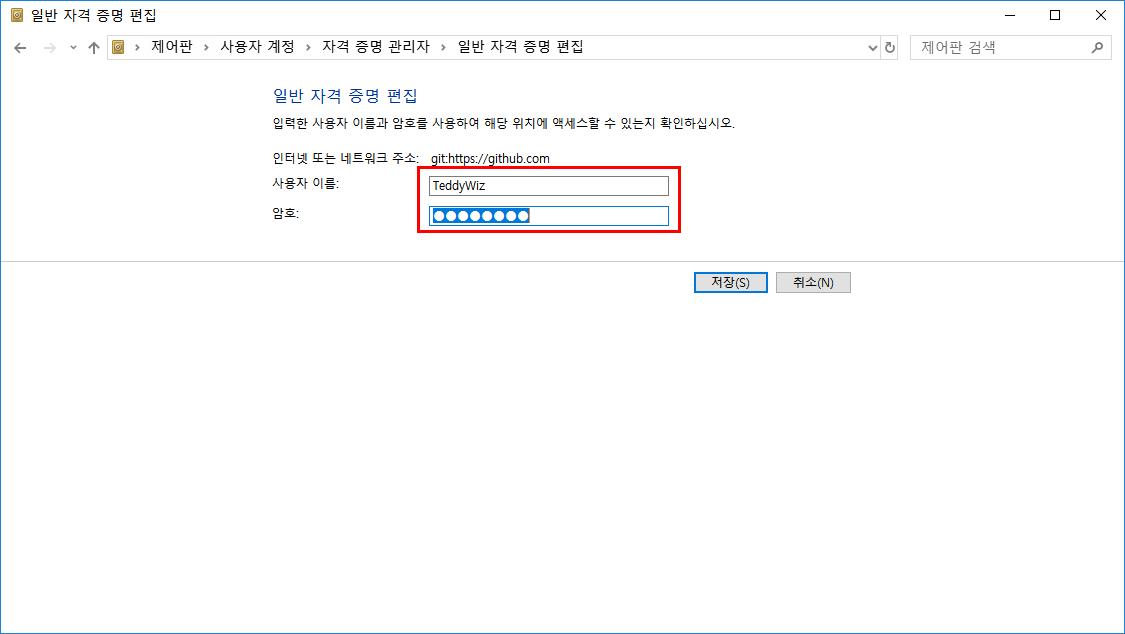 일반 자격 증명 편집
제어판 › 사용자 계정 › 자격 증명 관리자 › 일반 자격 증명 편집
제어판 검색
일반 자격 증명 편집
입력한 사용자 이름과 암호를 사용하여 해당 위치에 액세스할 수 있는지 확인하십시오.
인터넷 또는 네트워크 주소: git:https://github.com
사용자 이름: TeddyWiz
암호: ●●●●●●●●
저장(S) 취소(N)